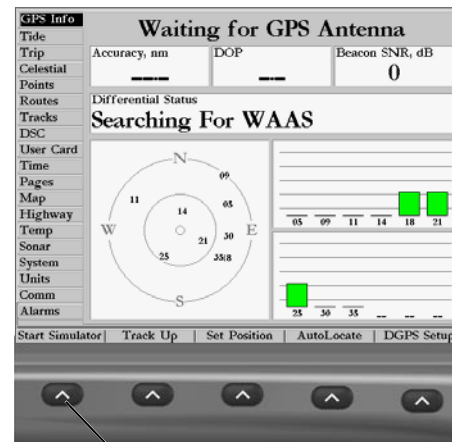 GPS Info
Tide
Trip
Celestial
Points
Routes
Tracks
DSC
User Card
Time
Pages
Map
Highway
Temp
Sonar
System
Units
Comm
Alarms
Waiting for GPS Antenna
Accuracy, nm
DOP
Beacon SNR, dB
--.- 
--.-
0
Differential Status
Searching For WAAS
N
09
11
14
03
W
21
30
E
25
S
05 09 11 14 18 21
25 30 35 -- -- --
Start Simulator | Track Up | Set Position | AutoLocate | DGPS Setup